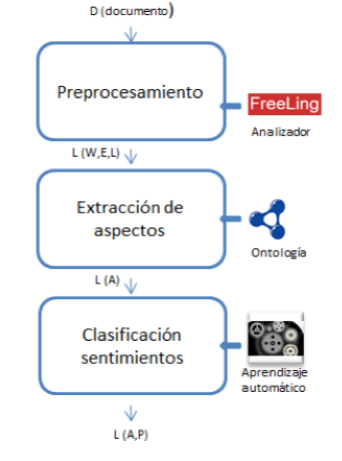 D (documento)
Preprocesamiento
FreeLing
Analizador
L (W,E,L)
Extracción de
aspectos
Ontología
L (A)
Clasificación
sentimientos
Aprendizaje
automático
L (A,P)